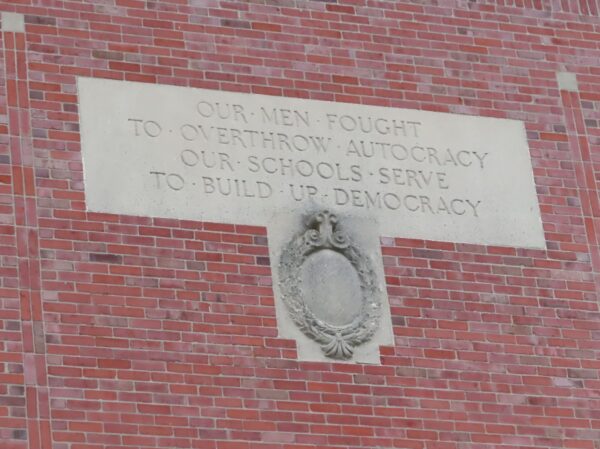 OUR · MEN · FOUGHT
TO · OVERTHROW · AUTOCRACY
OUR · SCHOOLS · SERVE
TO · BUILD · UP · DEMOCRACY